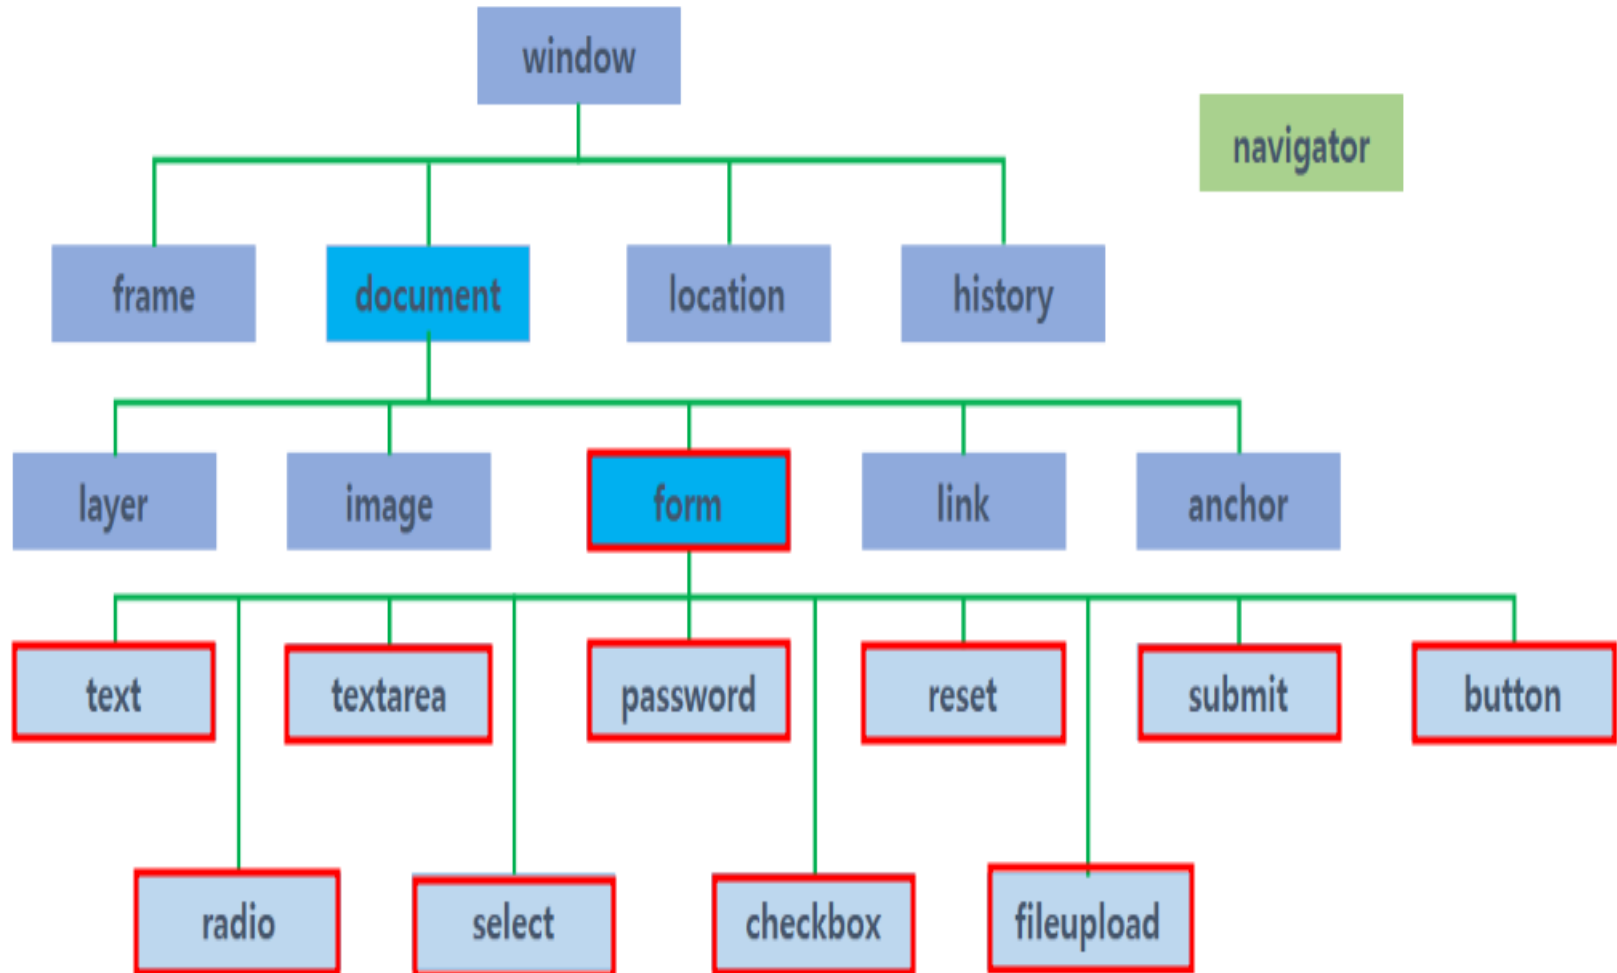 window
navigator
frame
document
location
history
layer
image
form
link
anchor
text
textarea
password
reset
submit
button
radio
select
checkbox
fileupload